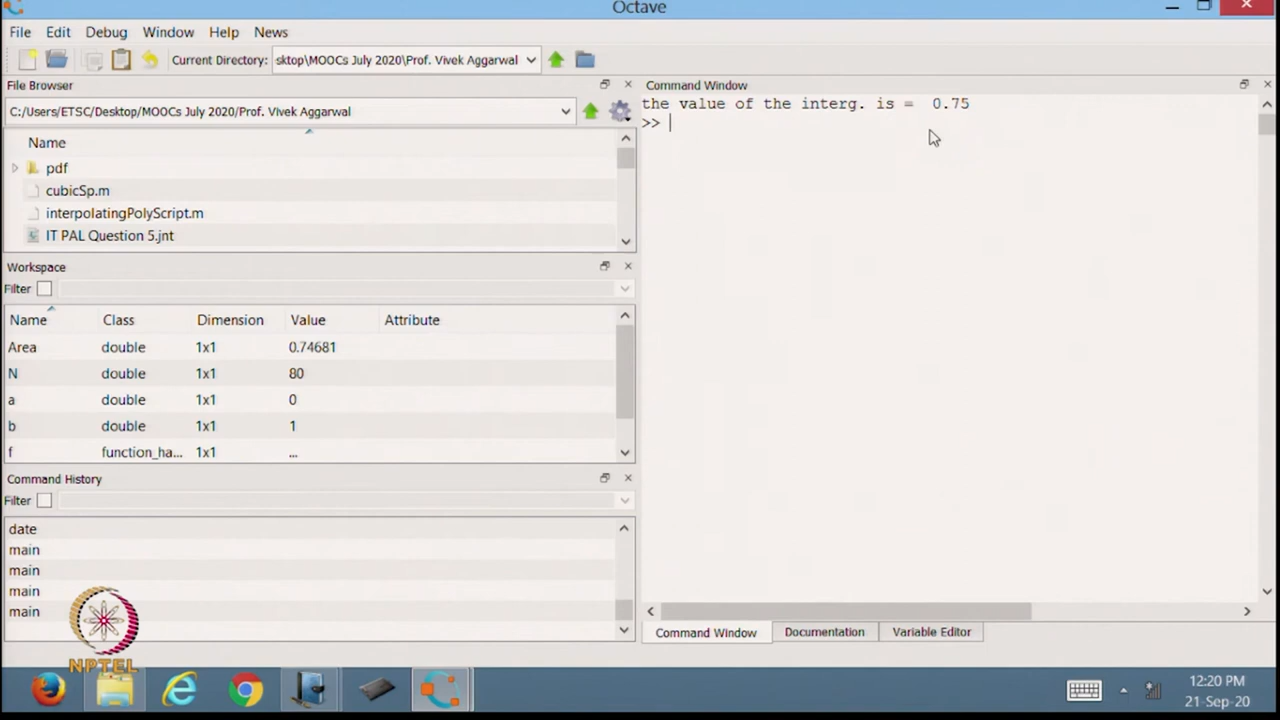 Octave
File Edit Debug Window Help News
Current Directory: sktop\MOOCs July 2020\Prof. Vivek Aggarwal
File Browser
C:/Users/ETSC/Desktop/MOOCs July 2020/Prof. Vivek Aggarwal
Name
pdf
cubicSp.m
interpolatingPolyScript.m
IT PAL Question 5.jnt
Workspace
Filter
Name Class Dimension Value Attribute
Area double 1x1 0.74681
N double 1x1 80
a double 1x1 0
b double 1x1 1
f function_ha... 1x1 ...
Command History
Filter
date
main
main
main
main
Command Window
the value of the interg. is = 0.75
>>
Command Window Documentation Variable Editor
NPTEL
12:20 PM
21-Sep-20